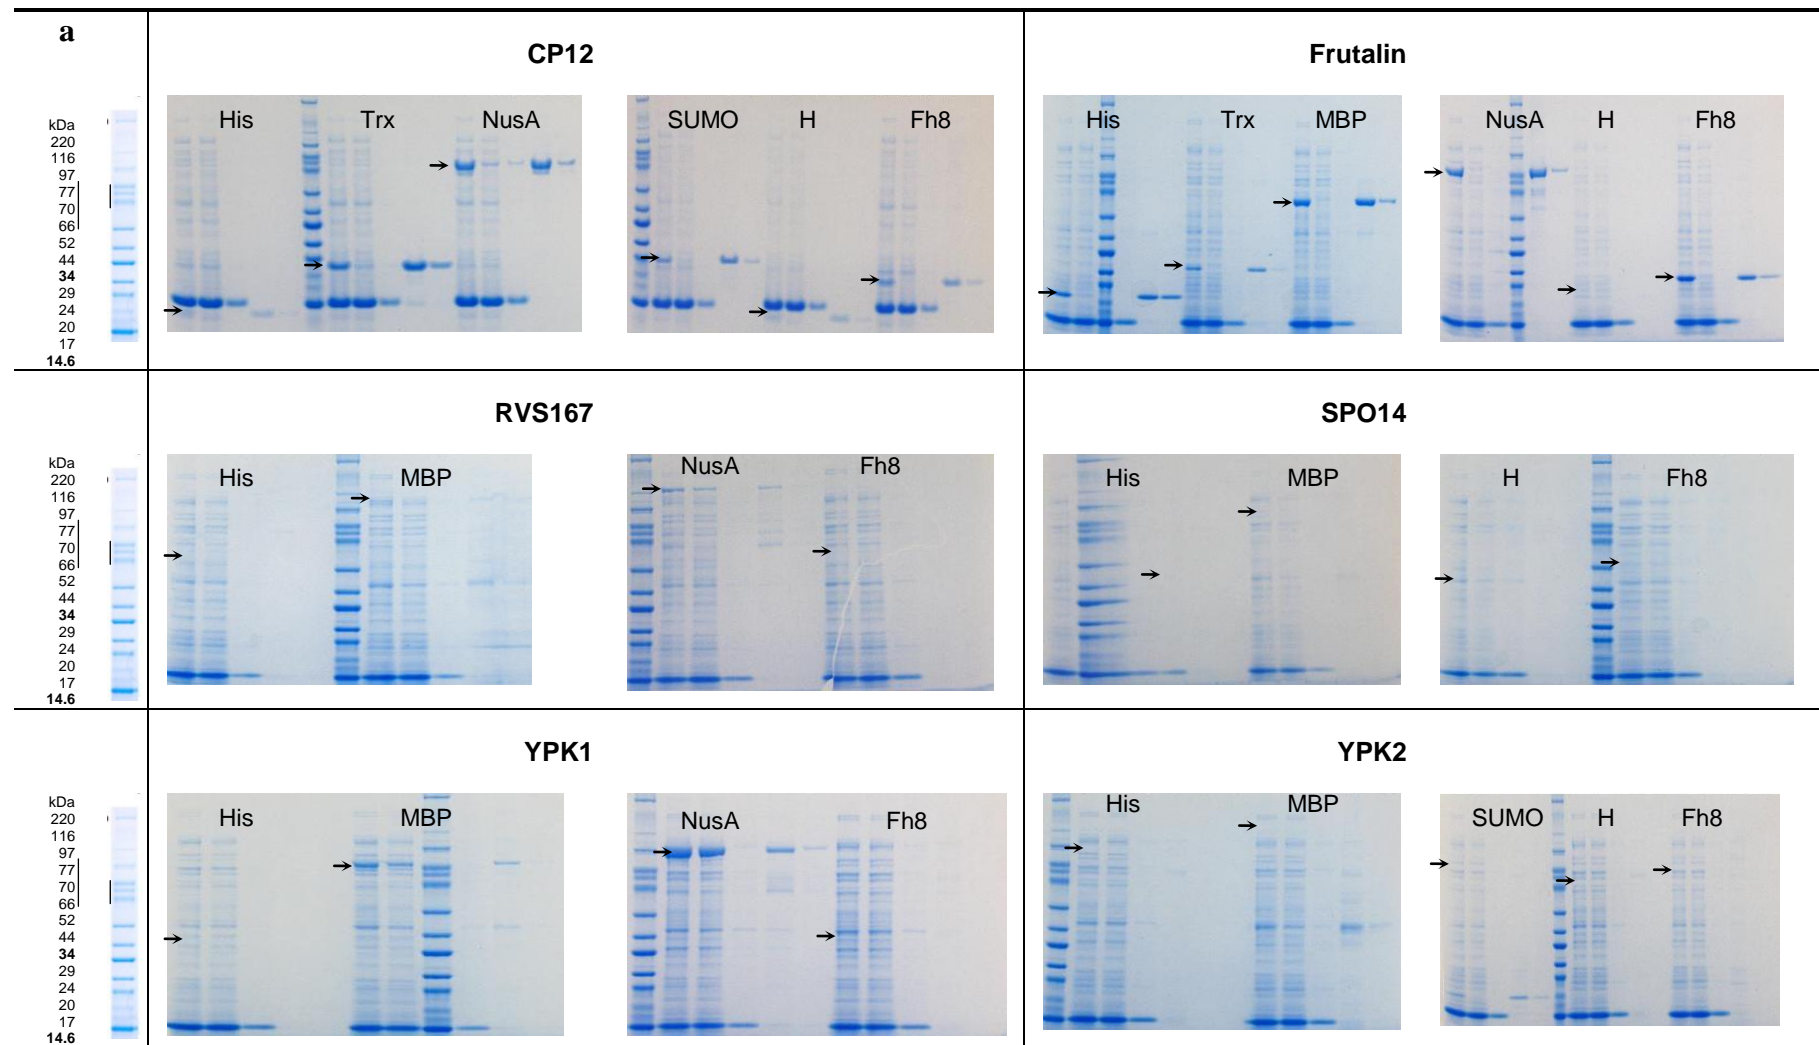 a
CP12
Frutalin
kDa
220
116
97
77
70
66
52
44
34
29
24
20
17
14.6
His Trx NusA
SUMO H Fh8
His Trx MBP
NusA H Fh8
RVS167
SPO14
kDa
220
116
97
77
70
66
52
44
34
29
24
20
17
14.6
His MBP
NusA Fh8
His MBP
H Fh8
YPK1
YPK2
kDa
220
116
97
77
70
66
52
44
34
29
24
20
17
14.6
His MBP
NusA Fh8
His MBP
SUMO H Fh8